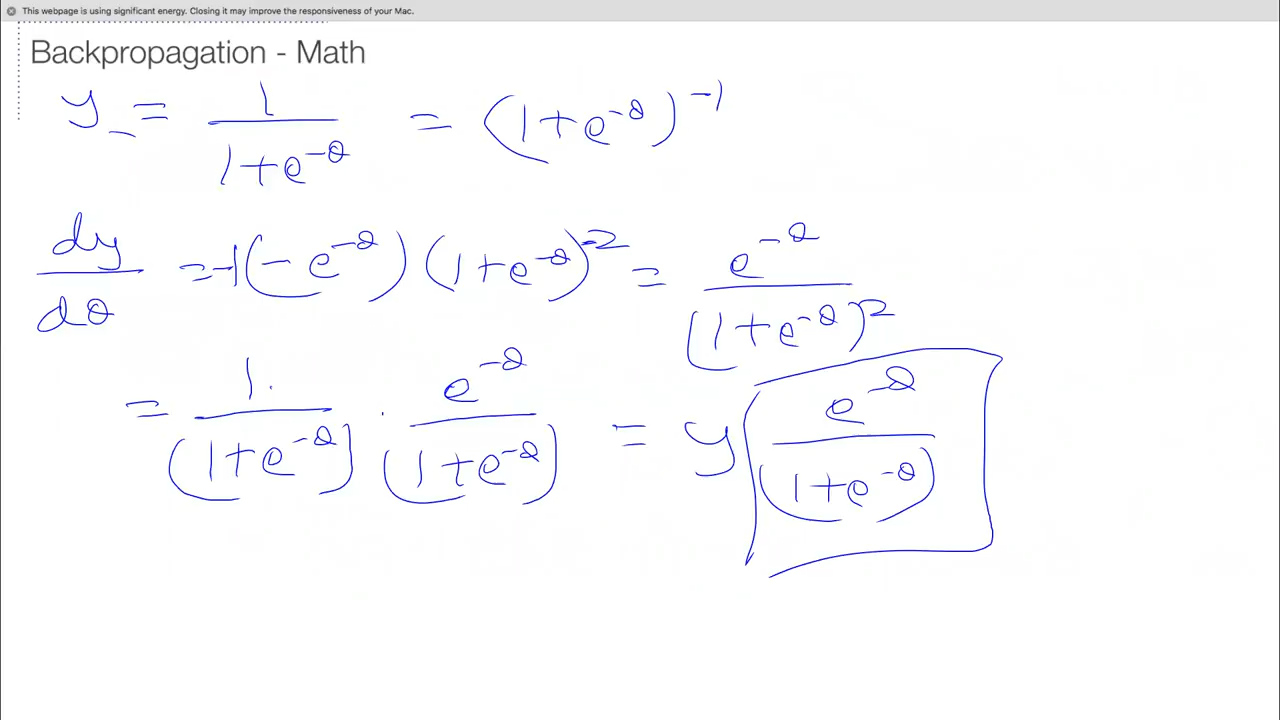 This webpage is using significant energy. Closing it may improve the responsiveness of your Mac.
Backpropagation - Math
y = 1/(1+e^-θ) = (1+e^-θ)^-1
dy/dθ = -1(-e^-θ)(1+e^-θ)^-2 = e^-θ/(1+e^-θ)^2
= 1/(1+e^-θ) · e^-θ/(1+e^-θ) = y e^-θ/(1+e^-θ)